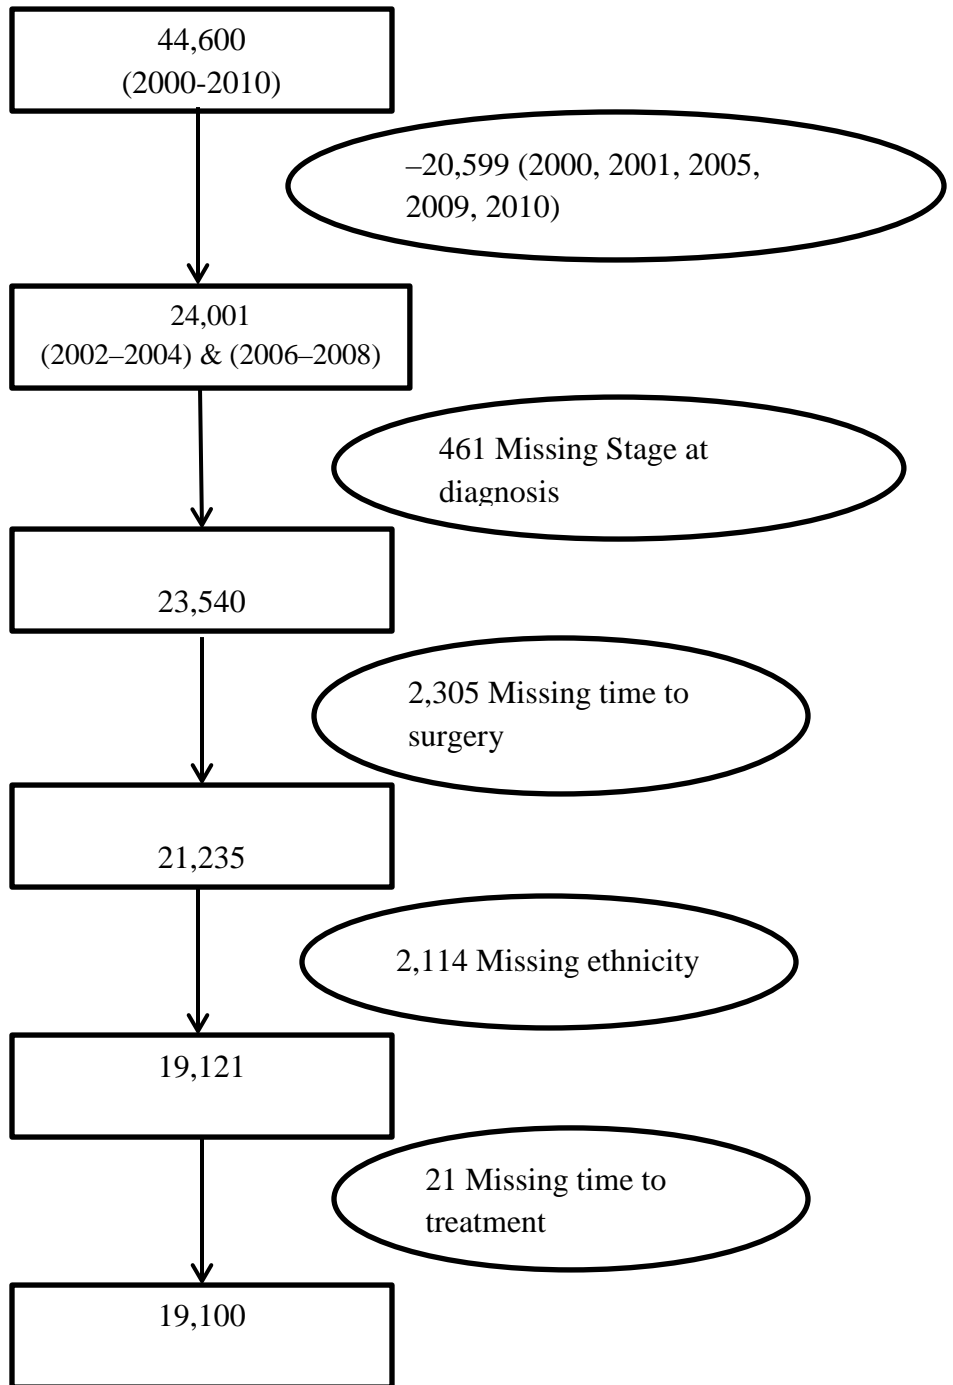 44,600
(2000-2010)
–20,599 (2000, 2001, 2005,
2009, 2010)
24,001
(2002–2004) & (2006–2008)
461 Missing Stage at
diagnosis
23,540
2,305 Missing time to
surgery
21,235
2,114 Missing ethnicity
19,121
21 Missing time to
treatment
19,100